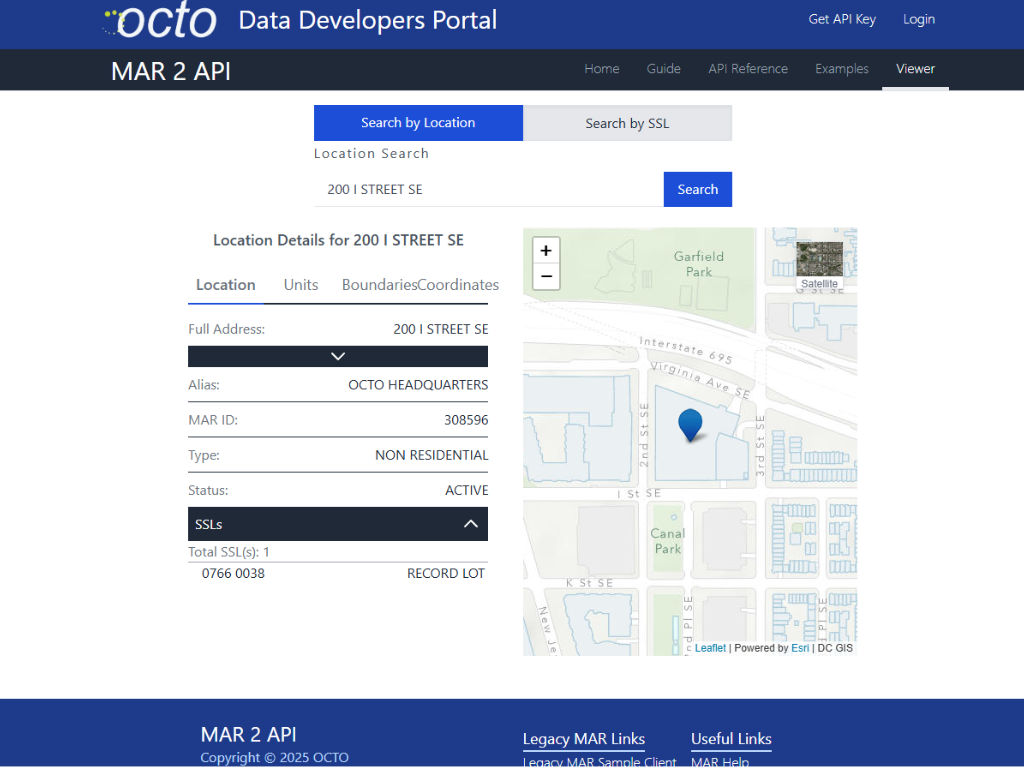 octo Data Developers Portal Get API Key Login
MAR 2 API Home Guide API Reference Examples Viewer
Search by Location Search by SSL
Location Search
200 I STREET SE Search
Location Details for 200 I STREET SE
Location Units Boundaries Coordinates
Full Address: 200 I STREET SE
Alias: OCTO HEADQUARTERS
MAR ID: 308596
Type: NON RESIDENTIAL
Status: ACTIVE
SSLs
Total SSL(s): 1
0766 0038 RECORD LOT
+
−
Garfield
Park
Satellite
G St SE
Interstate 695
Virginia Ave SE
2nd St SE
3rd St SE
I St SE
Canal
Park
K St SE
New Je
2nd Pl SE
Pl SE
Leaflet | Powered by Esri | DC GIS
MAR 2 API
Copyright © 2025 OCTO
Legacy MAR Links Useful Links
Legacy MAR Sample Client MAR Help